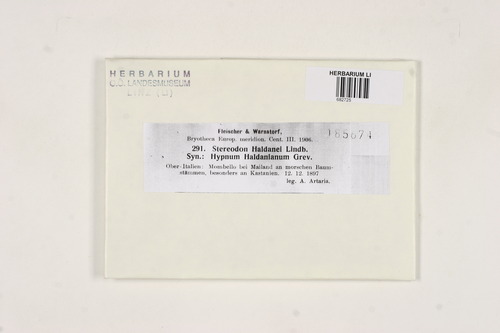 HERBARIUM
O.Ö. LANDESMUSEUM
LINZ (LI)
HERBARIUM LI
682725
Fleischer & Warnstorf,
Bryotheca Europ. meridion. Cent. III. 1906.
185674
291. Stereodon Haldanei Lindb.
Syn.: Hypnum Haldanianum Grev.
Ober-Italien: Mombello bei Mailand an morschen Baum-
stämmen, besonders an Kastanien. 12. 12. 1897
leg. A. Artaria.